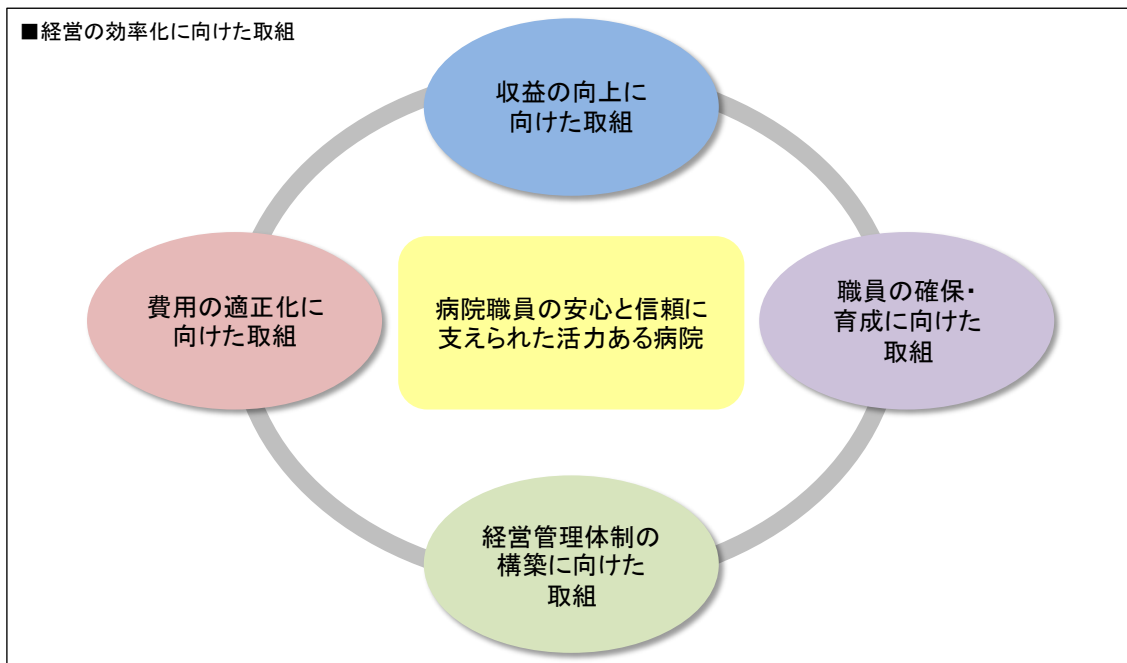 ■経営の効率化に向けた取組
収益の向上に
向けた取組
費用の適正化に
向けた取組
病院職員の安心と信頼に
支えられた活力ある病院
職員の確保・
育成に向けた
取組
経営管理体制の
構築に向けた
取組